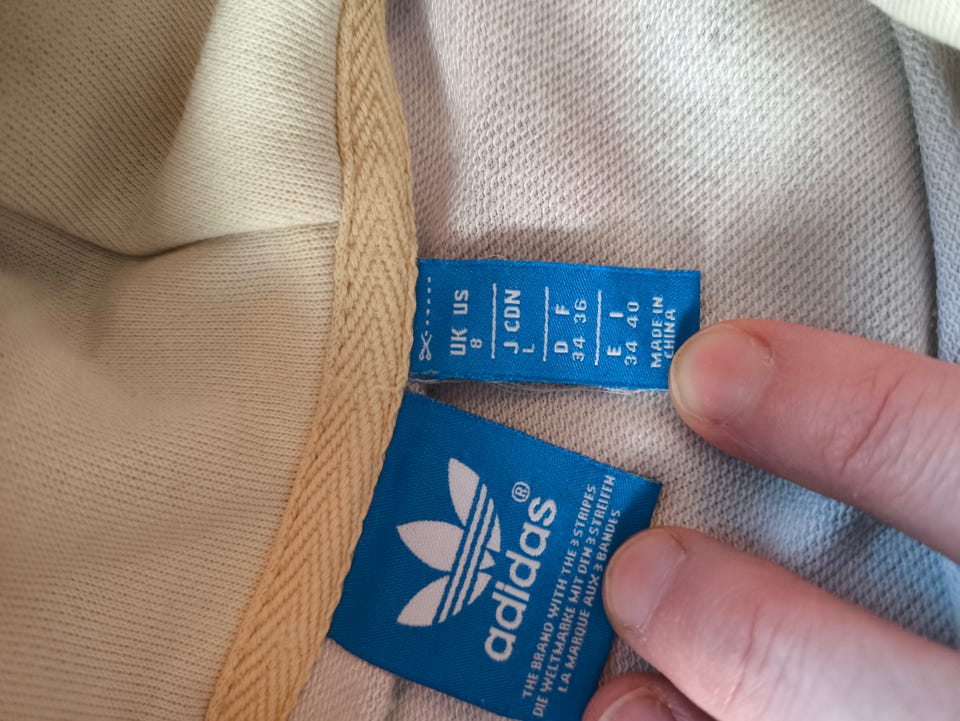 UK US
8
J CDN
L
D F
34 36
E I
34 40
MADE IN
CHINA
adidas®
THE BRAND WITH THE 3 STRIPES
DIE WELTMARKE MIT DEN 3 STREIFEN
LA MARQUE AUX 3 BANDES